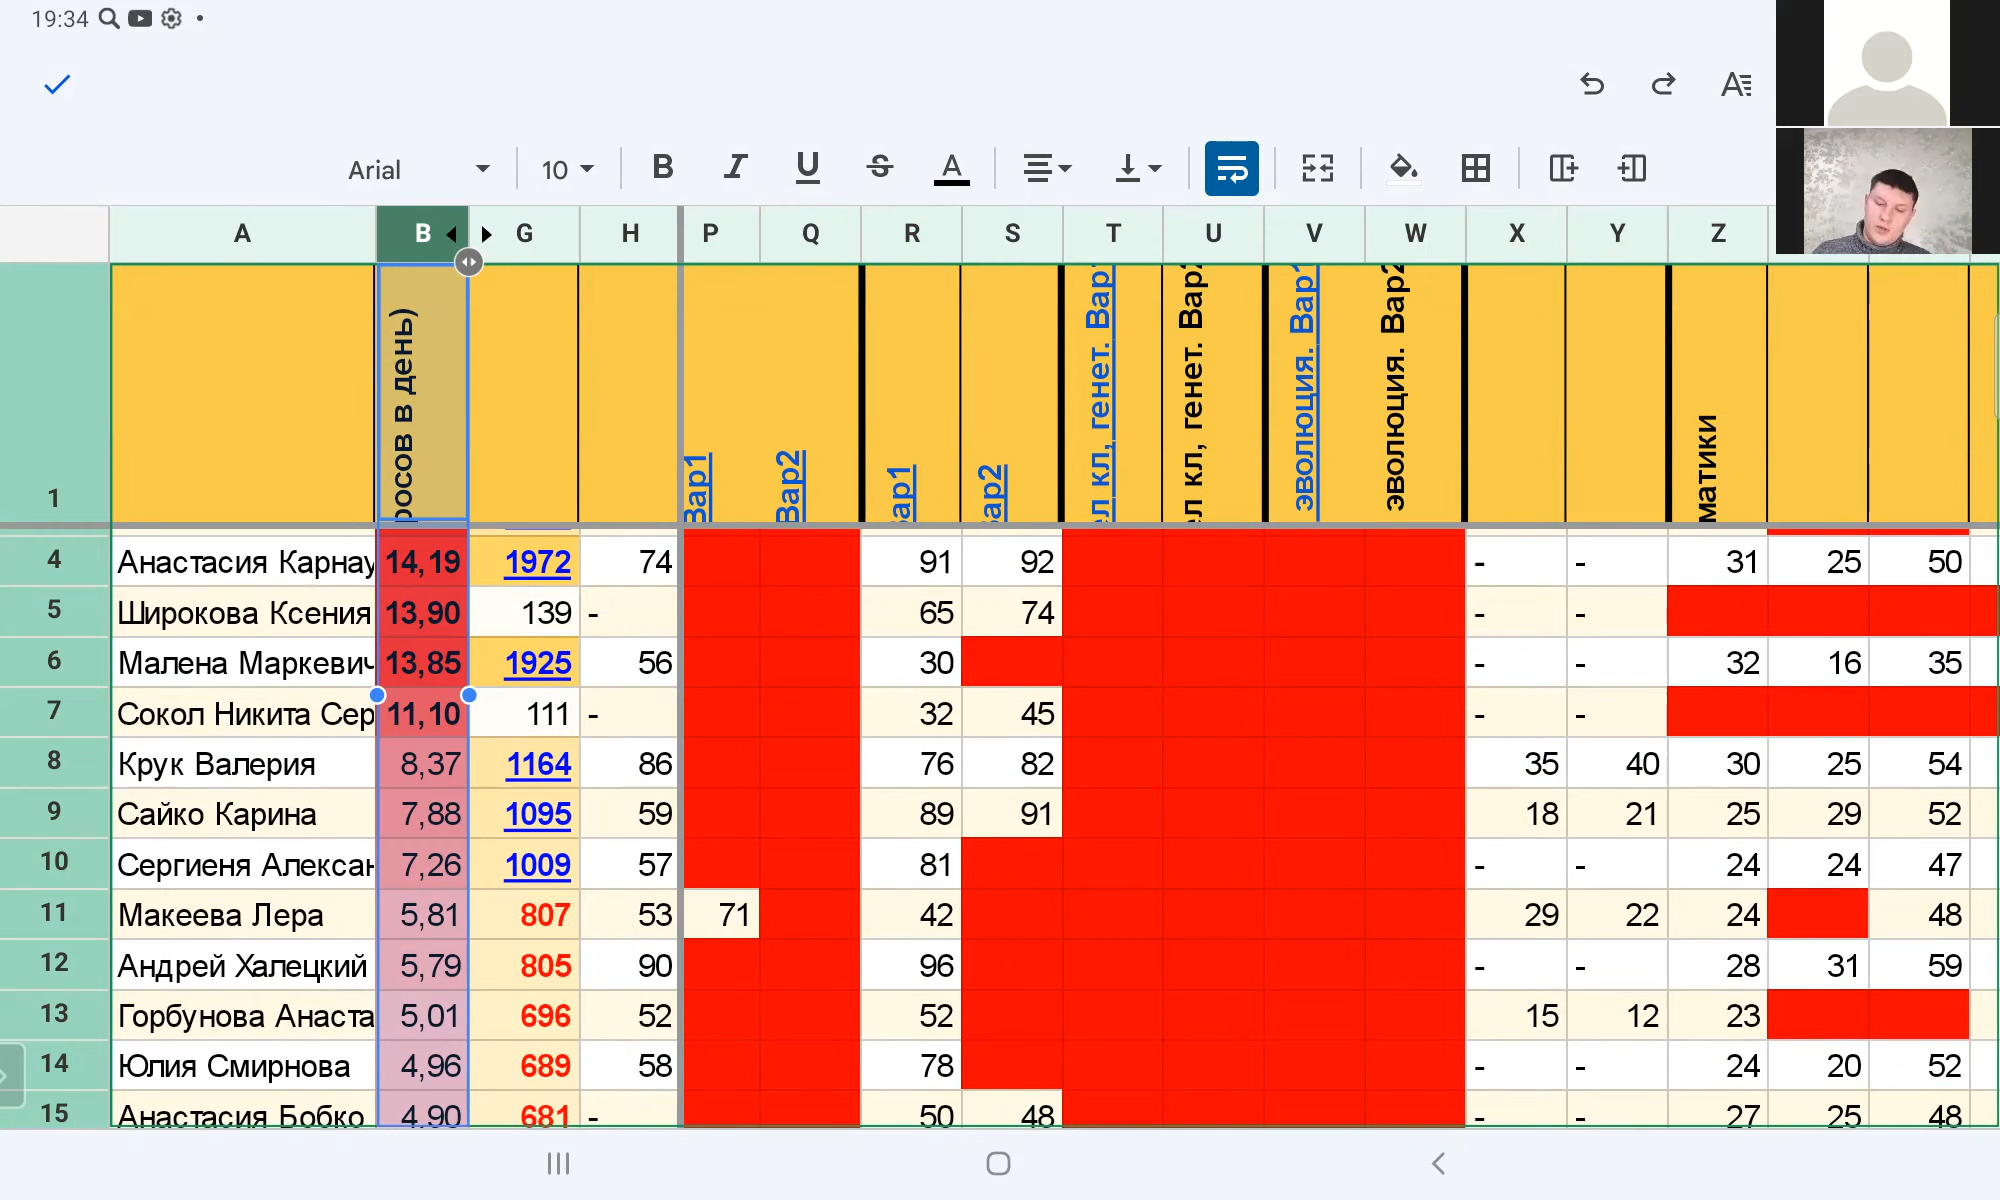 19:34
Arial 10 B I U S A
A B G H P Q R S T U V W X Y Z
1 росов в день) Вар1 Вар2 Вар1 Вар2 ел кл, генет. Вар1 ел кл, генет. Вар2 эволюция. Вар1 эволюция. Вар2 матики
4 Анастасия Карнау 14,19 1972 74 91 92 - - 31 25 50
5 Широкова Ксения 13,90 139 - 65 74 - -
6 Малена Маркевич 13,85 1925 56 30 - - 32 16 35
7 Сокол Никита Сер 11,10 111 - 32 45 - -
8 Крук Валерия 8,37 1164 86 76 82 35 40 30 25 54
9 Сайко Карина 7,88 1095 59 89 91 18 21 25 29 52
10 Сергиеня Алексан 7,26 1009 57 81 - - 24 24 47
11 Макеева Лера 5,81 807 53 71 42 29 22 24 48
12 Андрей Халецкий 5,79 805 90 96 - - 28 31 59
13 Горбунова Анаста 5,01 696 52 52 15 12 23
14 Юлия Смирнова 4,96 689 58 78 - - 24 20 52
15 Анастасия Бобко 4,90 681 - 50 48 - - 27 25 48